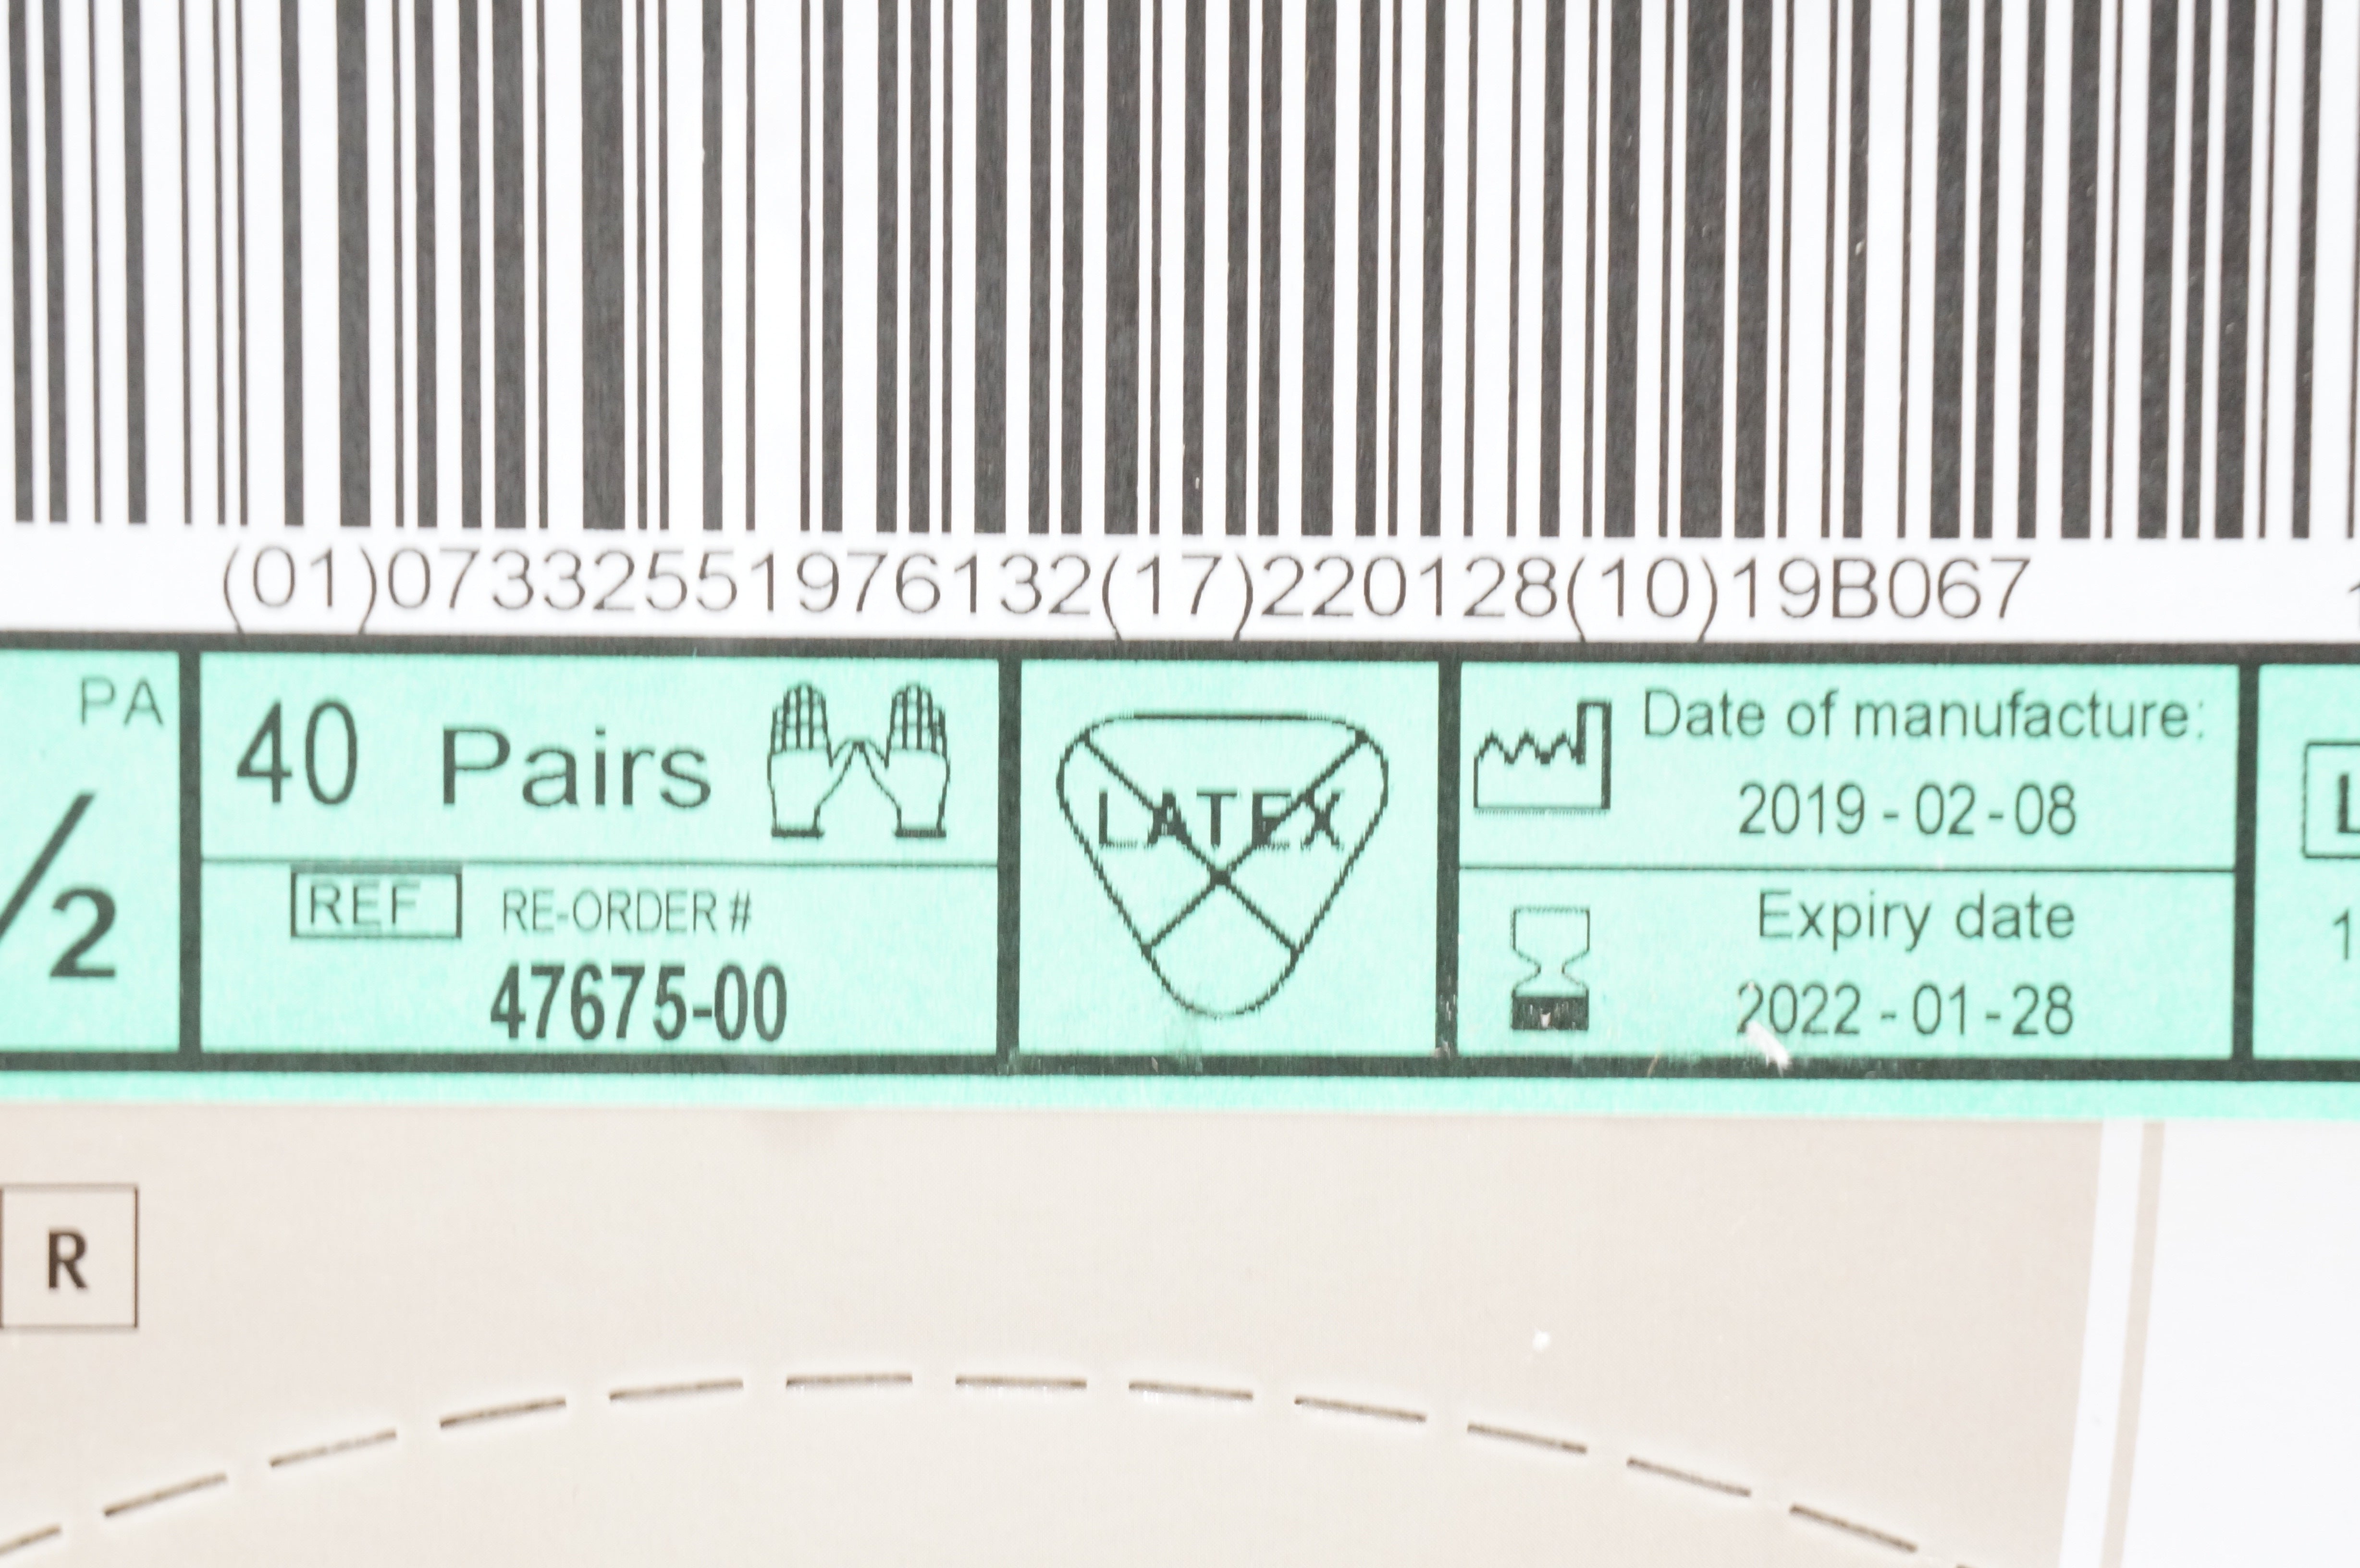 (01)07332551976132(17)220128(10)19B067
PA
/2
40 Pairs
REF RE-ORDER #
47675-00
LATEX
Date of manufacture:
2019-02-08
Expiry date
2022-01-28
R